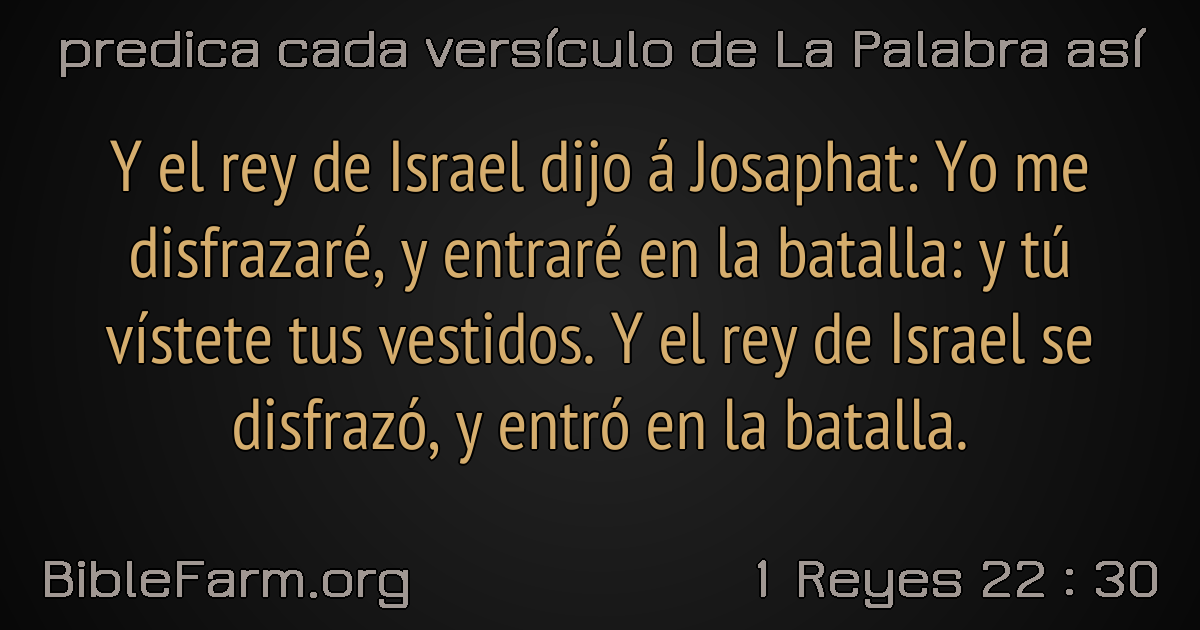 predica cada versículo de La Palabra así
Y el rey de Israel dijo á Josaphat: Yo me
disfrazaré, y entraré en la batalla: y tú
vístete tus vestidos. Y el rey de Israel se
disfrazó, y entró en la batalla.
BibleFarm.org
1 Reyes 22 : 30